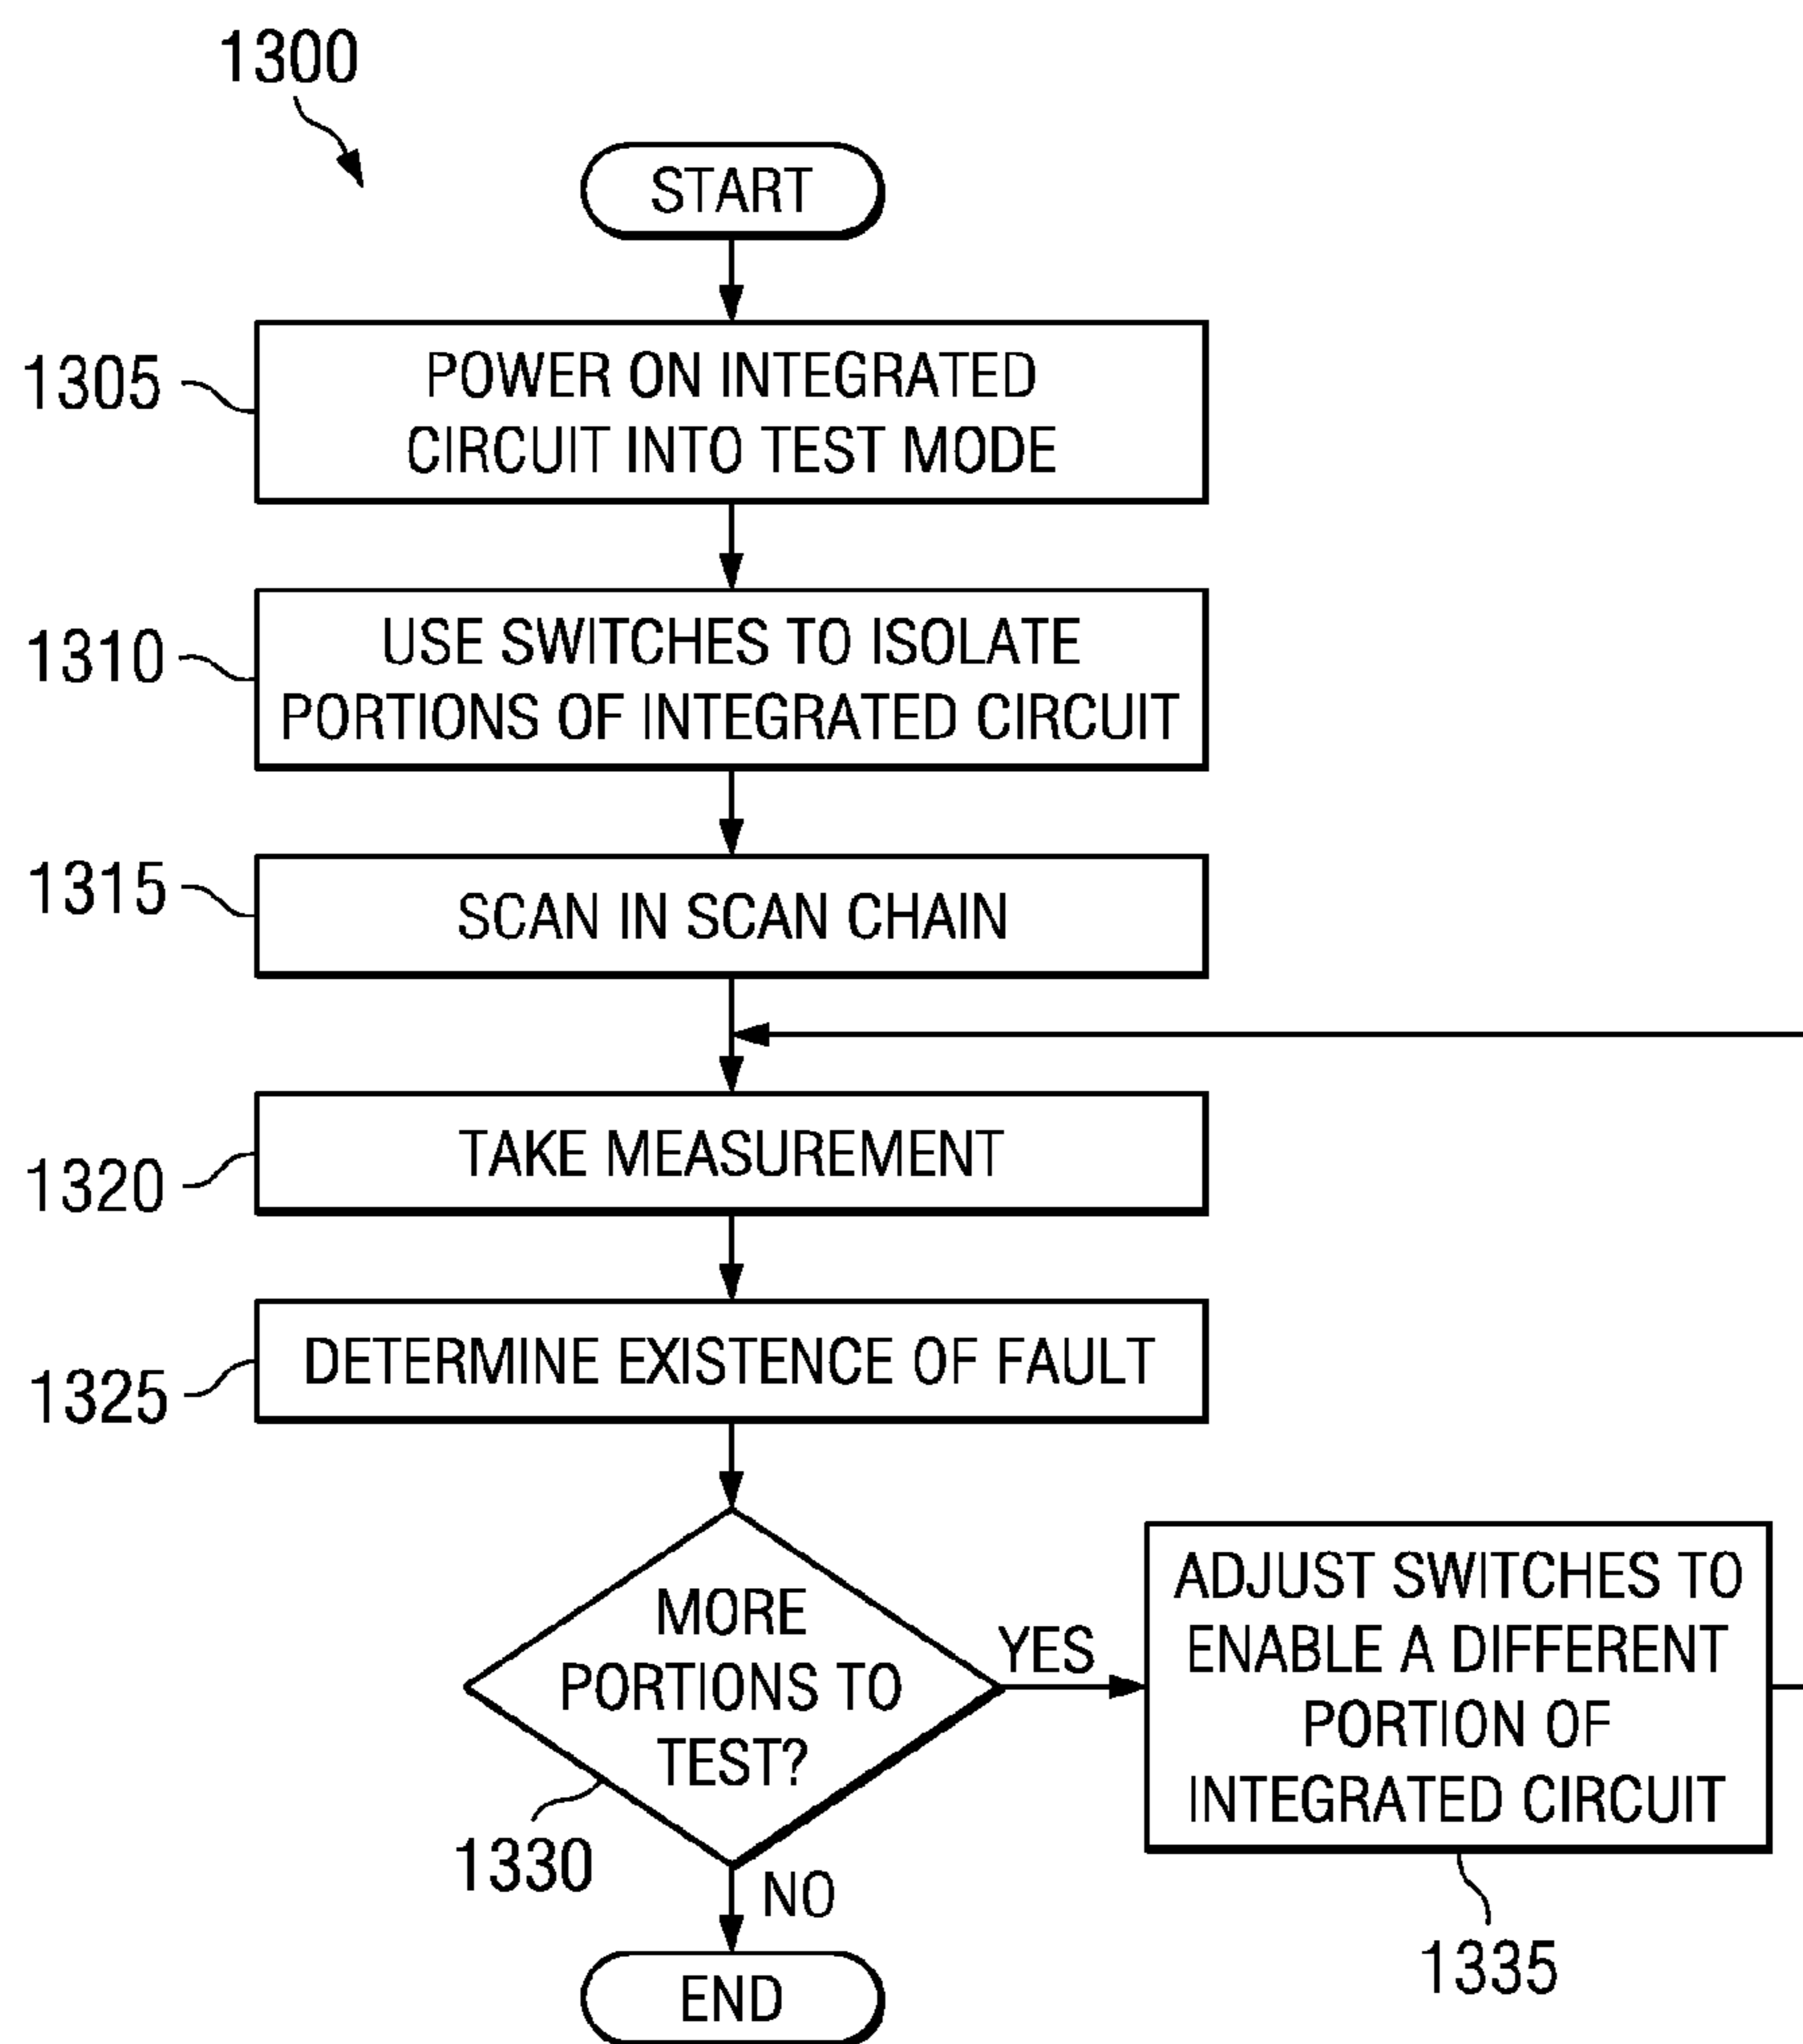 1300
START
1305
POWER ON INTEGRATED
CIRCUIT INTO TEST MODE
1310
USE SWITCHES TO ISOLATE
PORTIONS OF INTEGRATED CIRCUIT
1315
SCAN IN SCAN CHAIN
1320
TAKE MEASUREMENT
1325
DETERMINE EXISTENCE OF FAULT
MORE
PORTIONS TO
TEST?
1330
YES
ADJUST SWITCHES TO
ENABLE A DIFFERENT
PORTION OF
INTEGRATED CIRCUIT
1335
NO
END